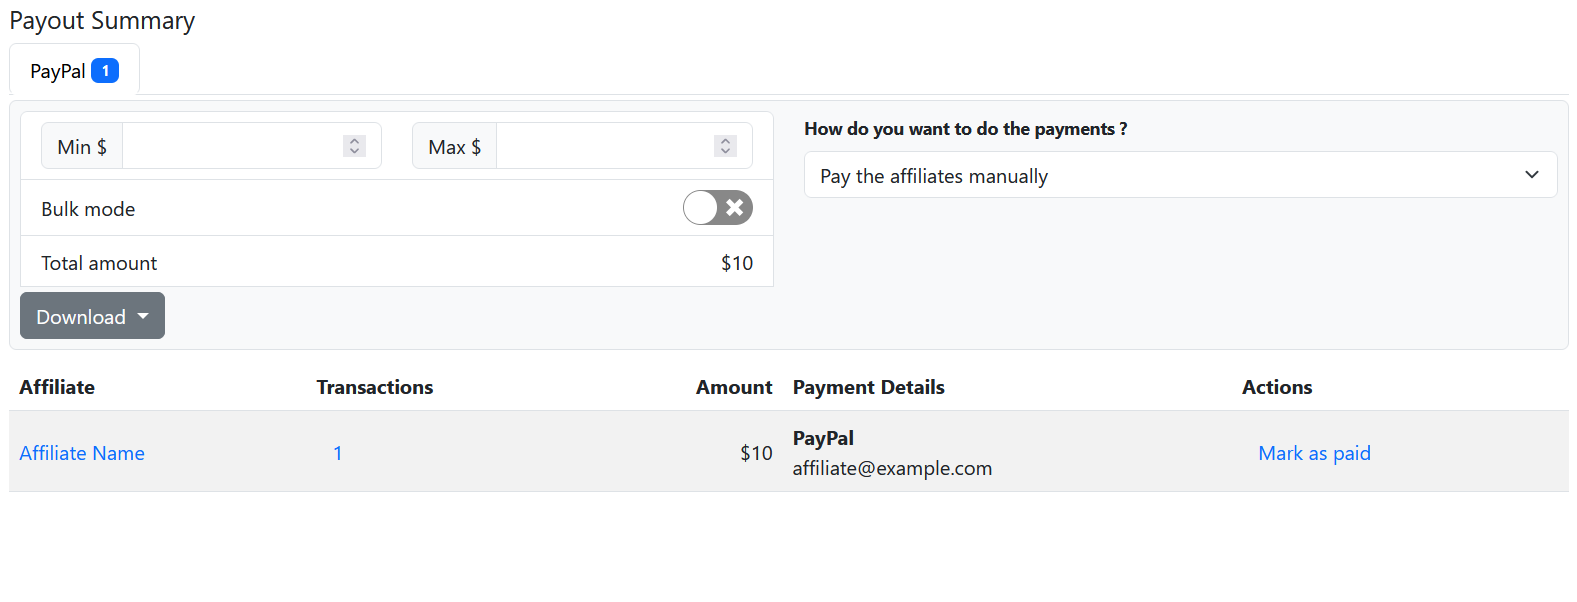 Payout Summary
PayPal 1
Min $
Max $
How do you want to do the payments ?
Pay the affiliates manually
Bulk mode
Total amount $10
Download
Affiliate Transactions Amount Payment Details Actions
Affiliate Name 1 $10 PayPal
affiliate@example.com
Mark as paid